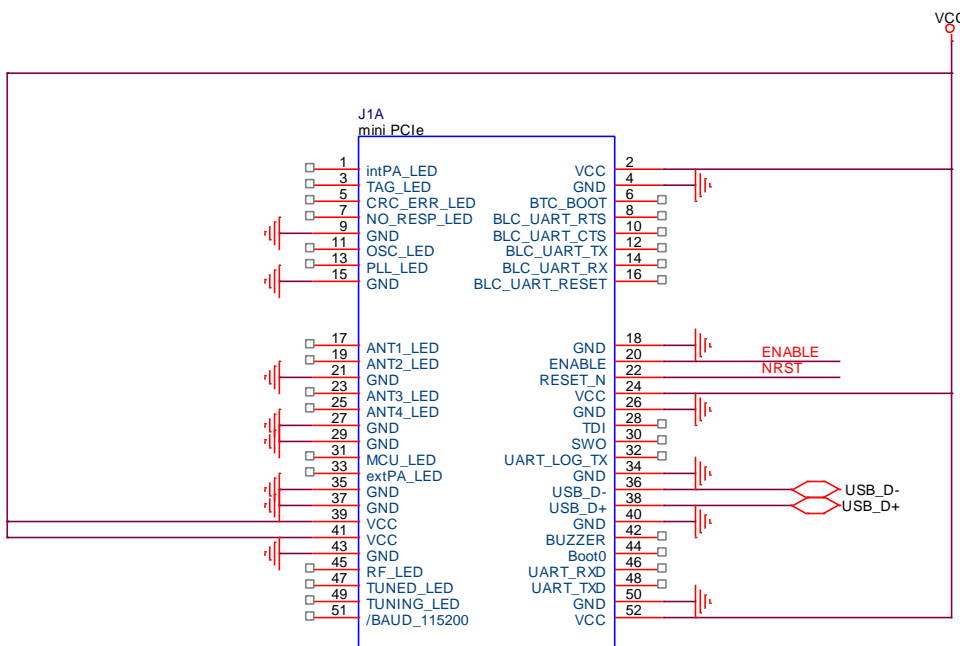 VCC
J1A
mini PCIe
1 intPA_LED VCC 2
3 TAG_LED GND 4
5 CRC_ERR_LED BTC_BOOT 6
7 NO_RESP_LED BLC_UART_RTS 8
9 GND BLC_UART_CTS 10
11 OSC_LED BLC_UART_TX 12
13 PLL_LED BLC_UART_RX 14
15 GND BLC_UART_RESET 16
17 ANT1_LED GND 18
19 ANT2_LED ENABLE 20 ENABLE
21 GND RESET_N 22 NRST
23 ANT3_LED VCC 24
25 ANT4_LED GND 26
27 GND TDI 28
29 GND SWO 30
31 MCU_LED UART_LOG_TX 32
33 extPA_LED GND 34
35 GND USB_D- 36 USB_D-
37 GND USB_D+ 38 USB_D+
39 VCC GND 40
41 VCC BUZZER 42
43 GND Boot0 44
45 RF_LED UART_RXD 46
47 TUNED_LED UART_TXD 48
49 TUNING_LED GND 50
51 /BAUD_115200 VCC 52